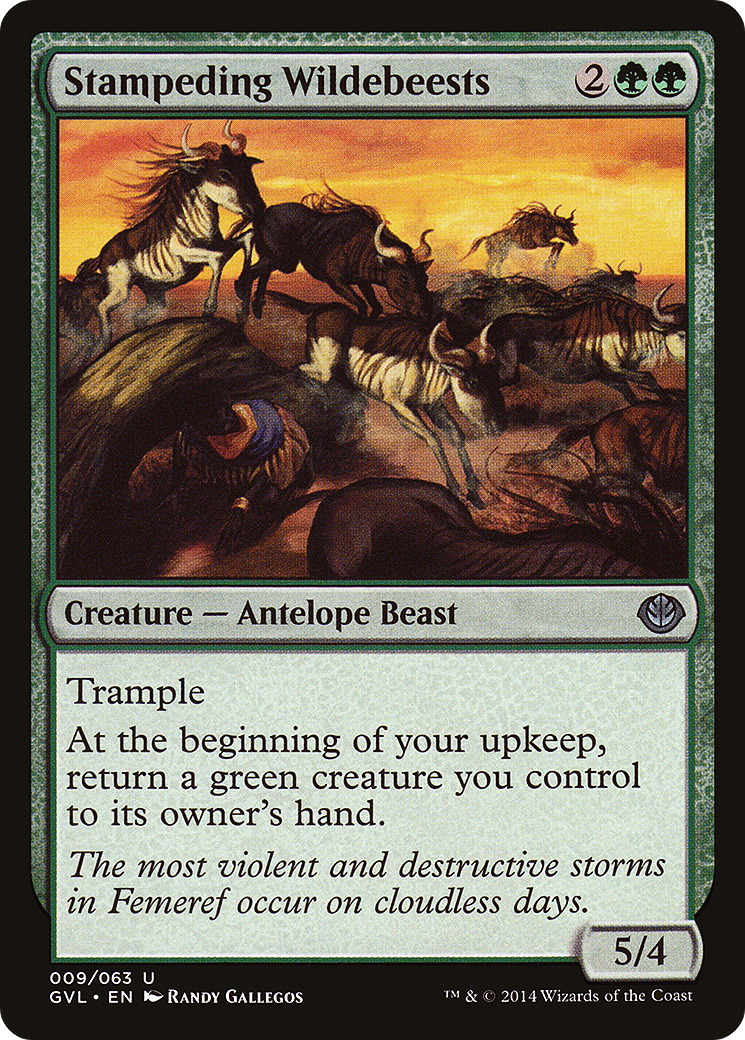 Stampeding Wildebeests 2
Creature — Antelope Beast
Trample
At the beginning of your upkeep,
return a green creature you control
to its owner's hand.
The most violent and destructive storms
in Femeref occur on cloudless days.
5/4
009/063 U
GVL • EN Randy Gallegos
™ & © 2014 Wizards of the Coast